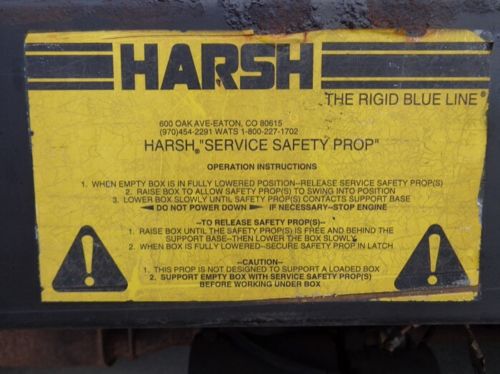 HARSH
THE RIGID BLUE LINE®
600 OAK AVE-EATON, CO 80615
(970)454-2291 WATS 1-800-227-1702
HARSH® "SERVICE SAFETY PROP"
OPERATION INSTRUCTIONS
1. WHEN EMPTY BOX IS IN FULLY LOWERED POSITION--RELEASE SERVICE SAFETY PROP(S)
2. RAISE BOX TO ALLOW SAFETY PROP(S) TO SWING INTO POSITION
3. LOWER BOX SLOWLY UNTIL SAFETY PROP(S) CONTACTS SUPPORT BASE
DO NOT POWER DOWN IF NECESSARY--STOP ENGINE
--TO RELEASE SAFETY PROP(S)--
1. RAISE BOX UNTIL THE SAFETY PROP(S) IS FREE AND BEHIND THE
SUPPORT BASE--THEN LOWER THE BOX SLOWLY
2. WHEN BOX IS FULLY LOWERED--SECURE SAFETY PROP IN LATCH
--CAUTION--
1. THIS PROP IS NOT DESIGNED TO SUPPORT A LOADED BOX
2. SUPPORT EMPTY BOX WITH SERVICE SAFETY PROP(S)
BEFORE WORKING UNDER BOX